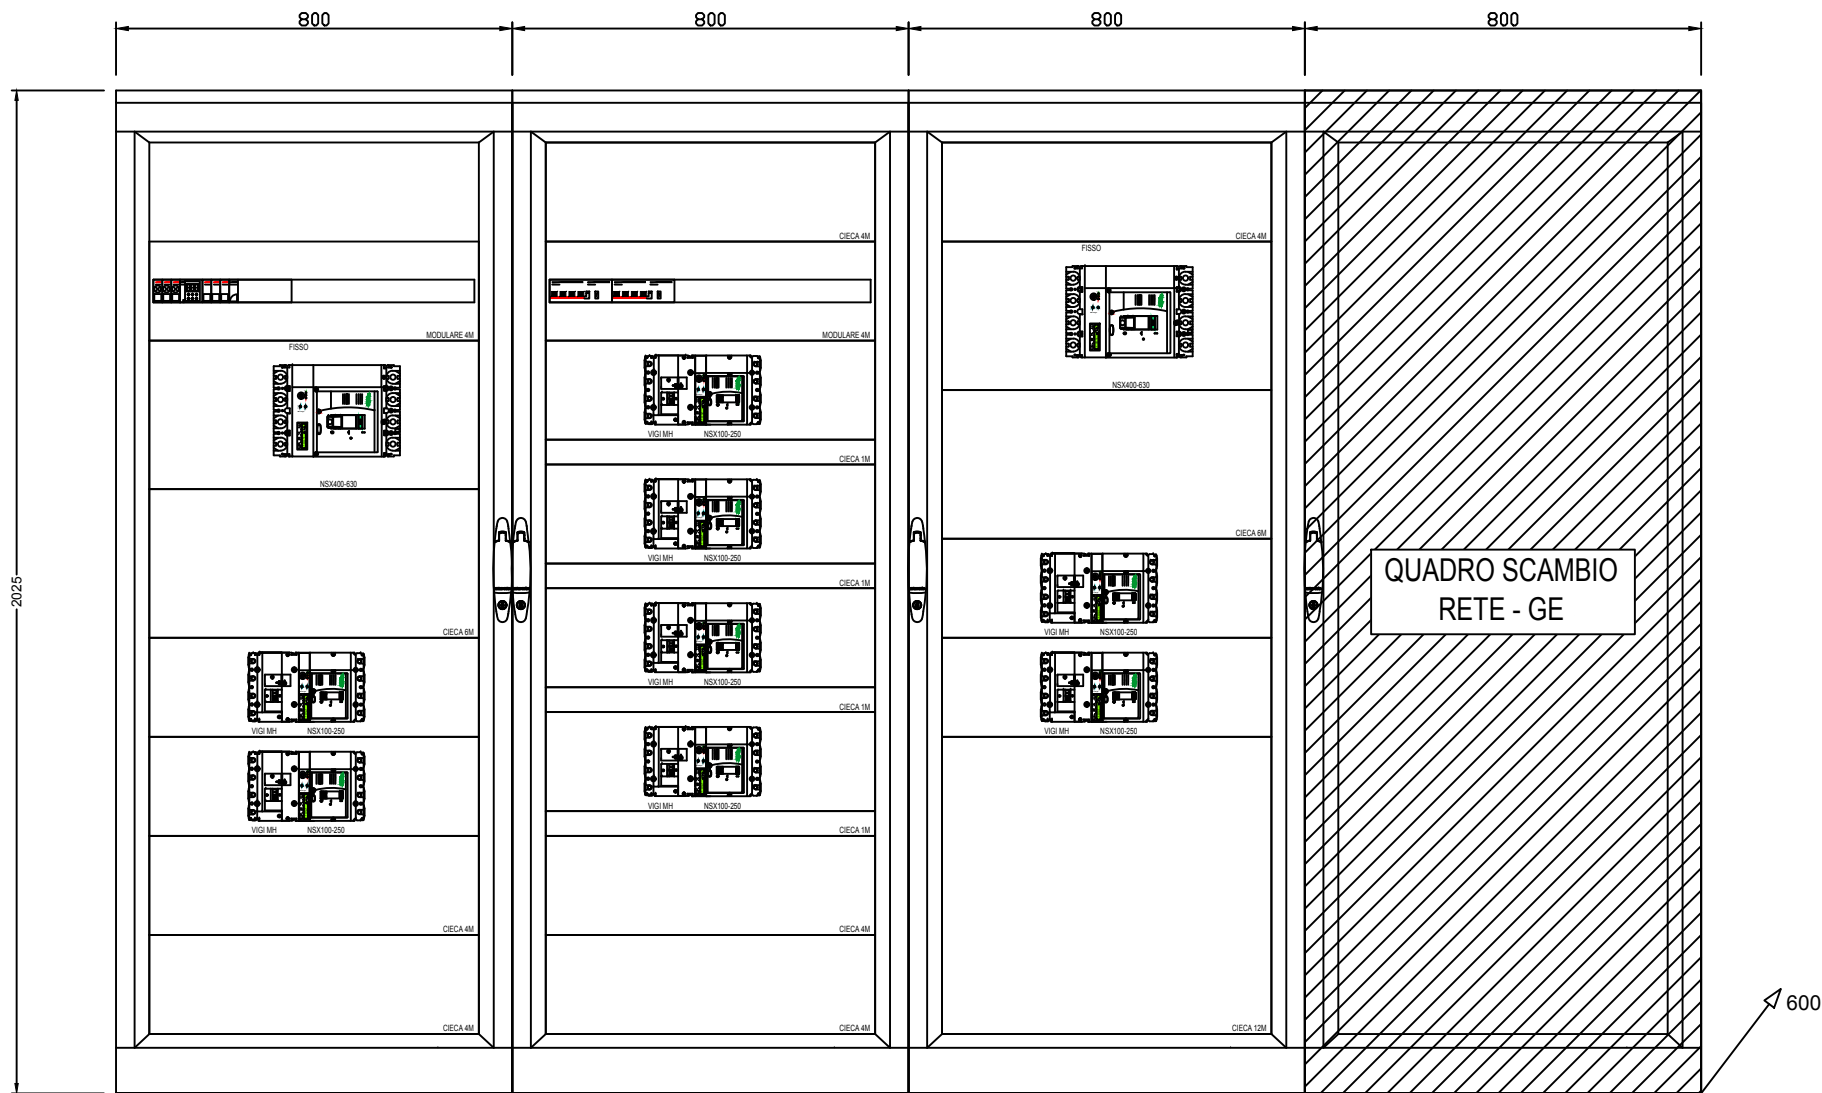 800 800 800 800
2025
MODULARE 4M
FISSO
NSX400-630
CIECA 6M
VIGI MH NSX100-250
VIGI MH NSX100-250
CIECA 4M
CIECA 4M
CIECA 4M
MODULARE 4M
VIGI MH NSX100-250
CIECA 1M
VIGI MH NSX100-250
CIECA 1M
VIGI MH NSX100-250
CIECA 1M
VIGI MH NSX100-250
CIECA 1M
CIECA 4M
CIECA 4M
CIECA 4M
FISSO
NSX400-630
CIECA 6M
VIGI MH NSX100-250
VIGI MH NSX100-250
CIECA 12M
QUADRO SCAMBIO
RETE - GE
600